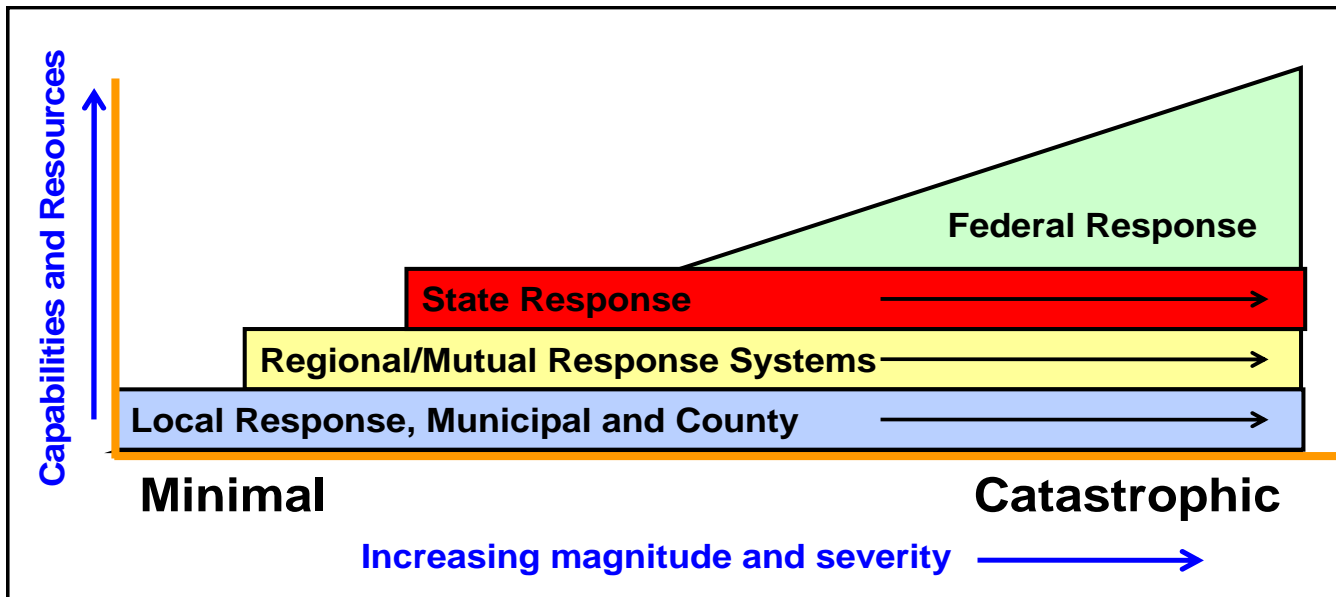 Capabilities and Resources
Federal Response
State Response
Regional/Mutual Response Systems
Local Response, Municipal and County
Minimal
Catastrophic
Increasing magnitude and severity